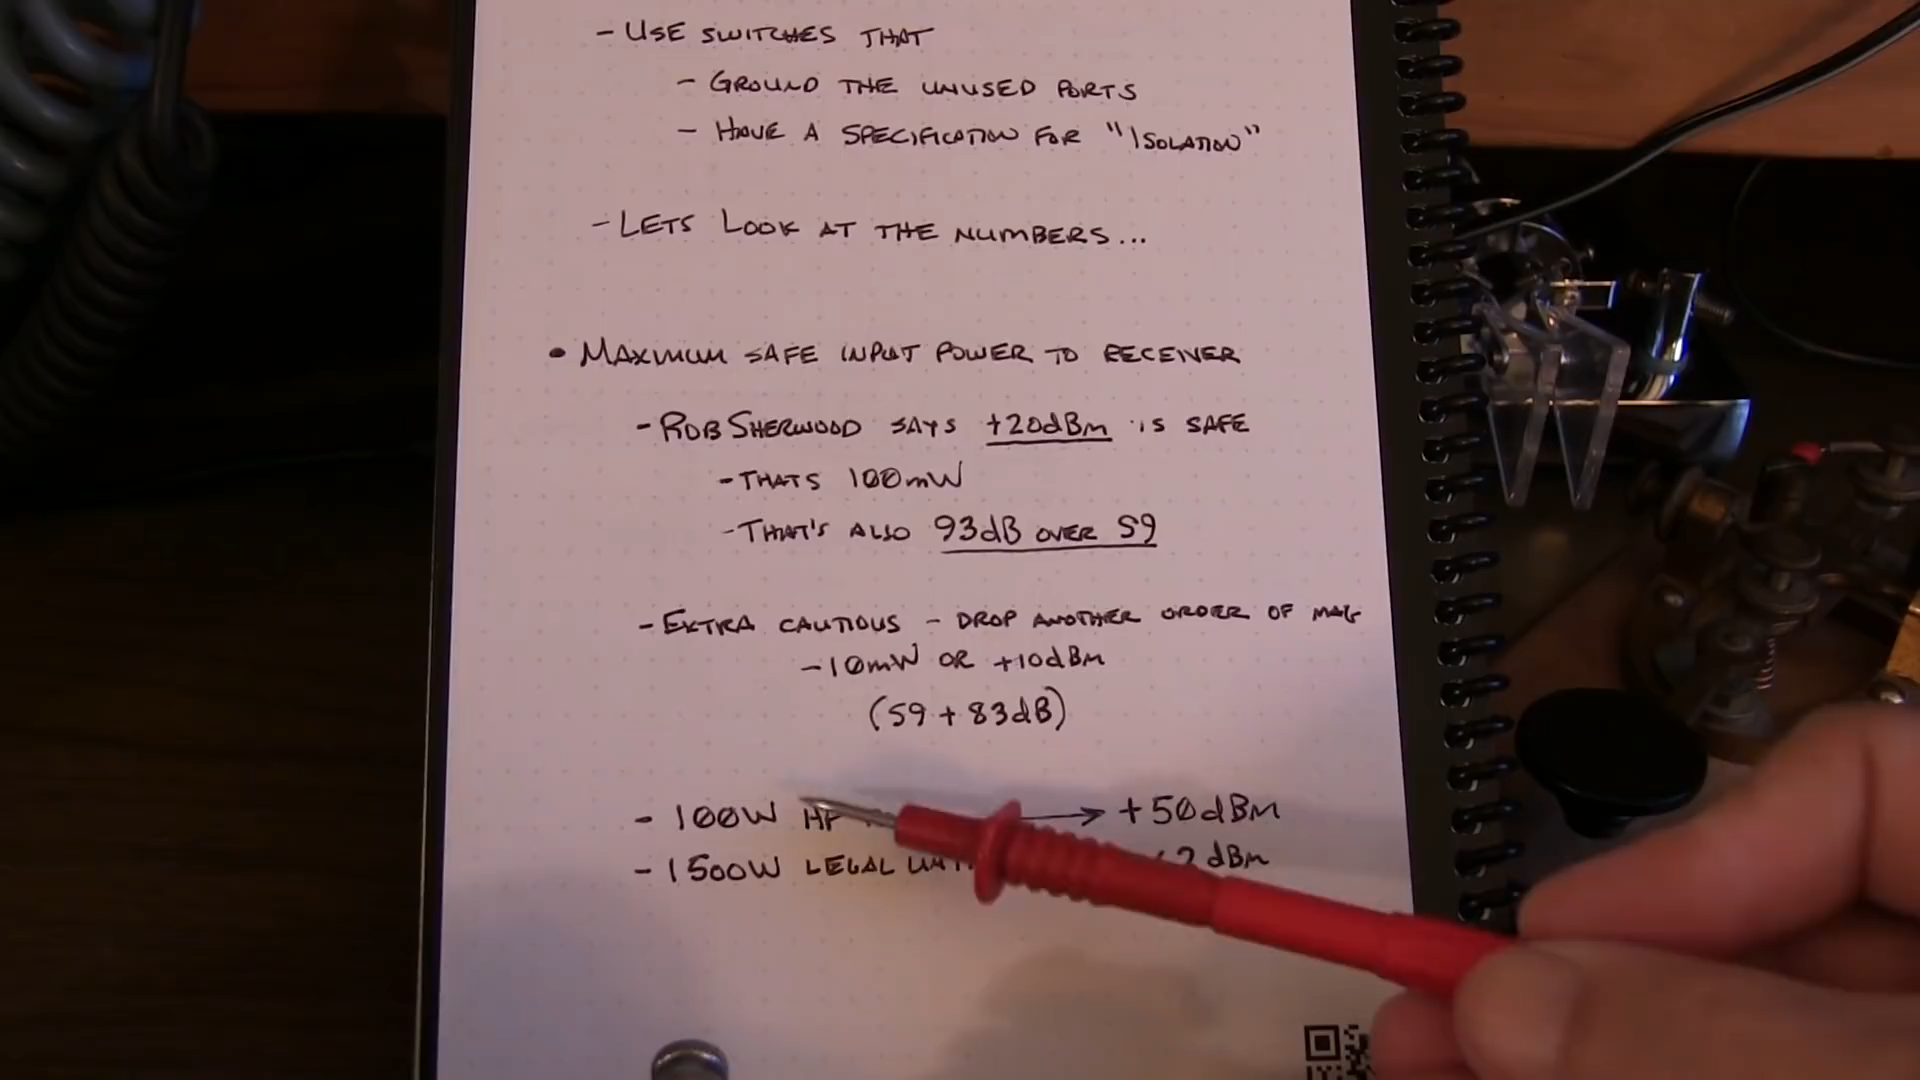 - USE SWITCHES THAT
- GROUND THE UNUSED PORTS
- HAVE A SPECIFICATION FOR "ISOLATION"
- LETS LOOK AT THE NUMBERS...
• MAXIMUM SAFE INPUT POWER TO RECEIVER
- ROB SHERWOOD SAYS +20dBm IS SAFE
- THATS 100mW
- THAT'S ALSO 93dB OVER S9
- EXTRA CAUTIOUS - DROP ANOTHER ORDER OF MAG
- 10mW OR +10dBm
(S9 + 83dB)
- 100W HF → +50dBm
- 1500W LEGAL dBm